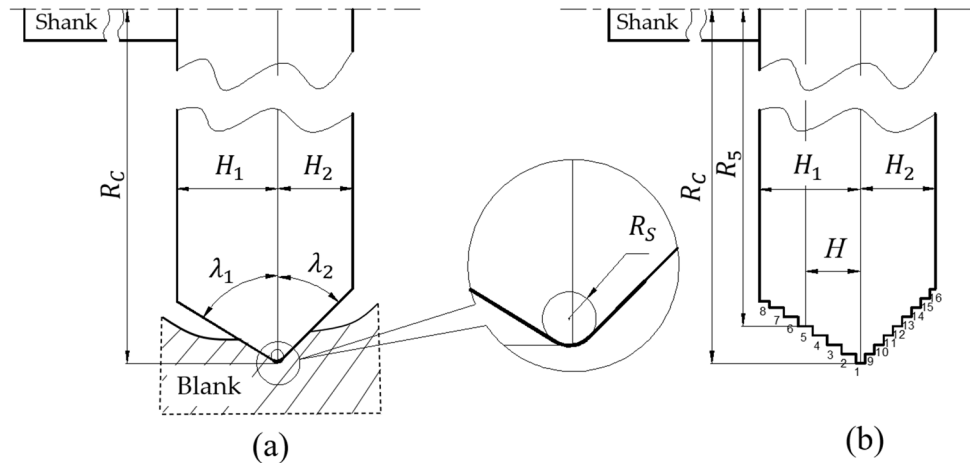 Shank
R_C
H_1
H_2
λ_1
λ_2
R_S
Blank
(a)
Shank
R_C
R_5
H_1
H_2
H
8
7
6
5
4
3
2
1
9
10
11
12
13
14
15
16
(b)